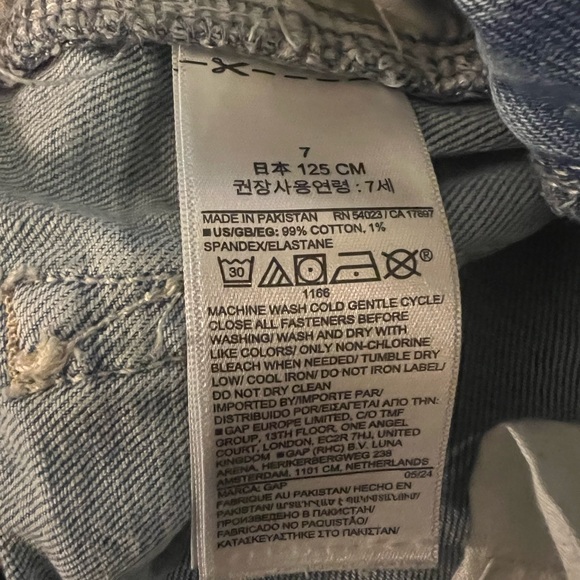 7
日本 125 CM
권장사용연령 : 7세
MADE IN PAKISTAN RN 54023 / CA 17897
■US/GB/EG: 99% COTTON, 1%
SPANDEX/ELASTANE
30 ®
1166
MACHINE WASH COLD GENTLE CYCLE/
CLOSE ALL FASTENERS BEFORE
WASHING/ WASH AND DRY WITH
LIKE COLORS/ ONLY NON-CHLORINE
BLEACH WHEN NEEDED/ TUMBLE DRY
LOW/ COOL IRON/ DO NOT IRON LABEL/
DO NOT DRY CLEAN
IMPORTED BY/IMPORTE PAR/
DISTRIBUIDO POR/ΕΙΣΑΓΕΤΑΙ ΑΠΟ ΤΗΝ:
■GAP EUROPE LIMITED, C/O TMF
GROUP, 13TH FLOOR, ONE ANGEL
COURT, LONDON, EC2R 7HJ, UNITED
KINGDOM ■GAP (RHC) B.V. LUNA
ARENA, HERIKERBERGWEG 238
AMSTERDAM, 1101 CM, NETHERLANDS
05/24
MARCA: GAP
FABRIQUÉ AU PAKISTAN/ HECHO EN
PAKISTAN/
ПРОИЗВЕДЕНО В ПАКИСТАН/
FABRICADO NO PAQUISTÃO/
ΚΑΤΑΣΚΕΥΑΣΤΗΚΕ ΣΤΟ ΠΑΚΙΣΤΑΝ/